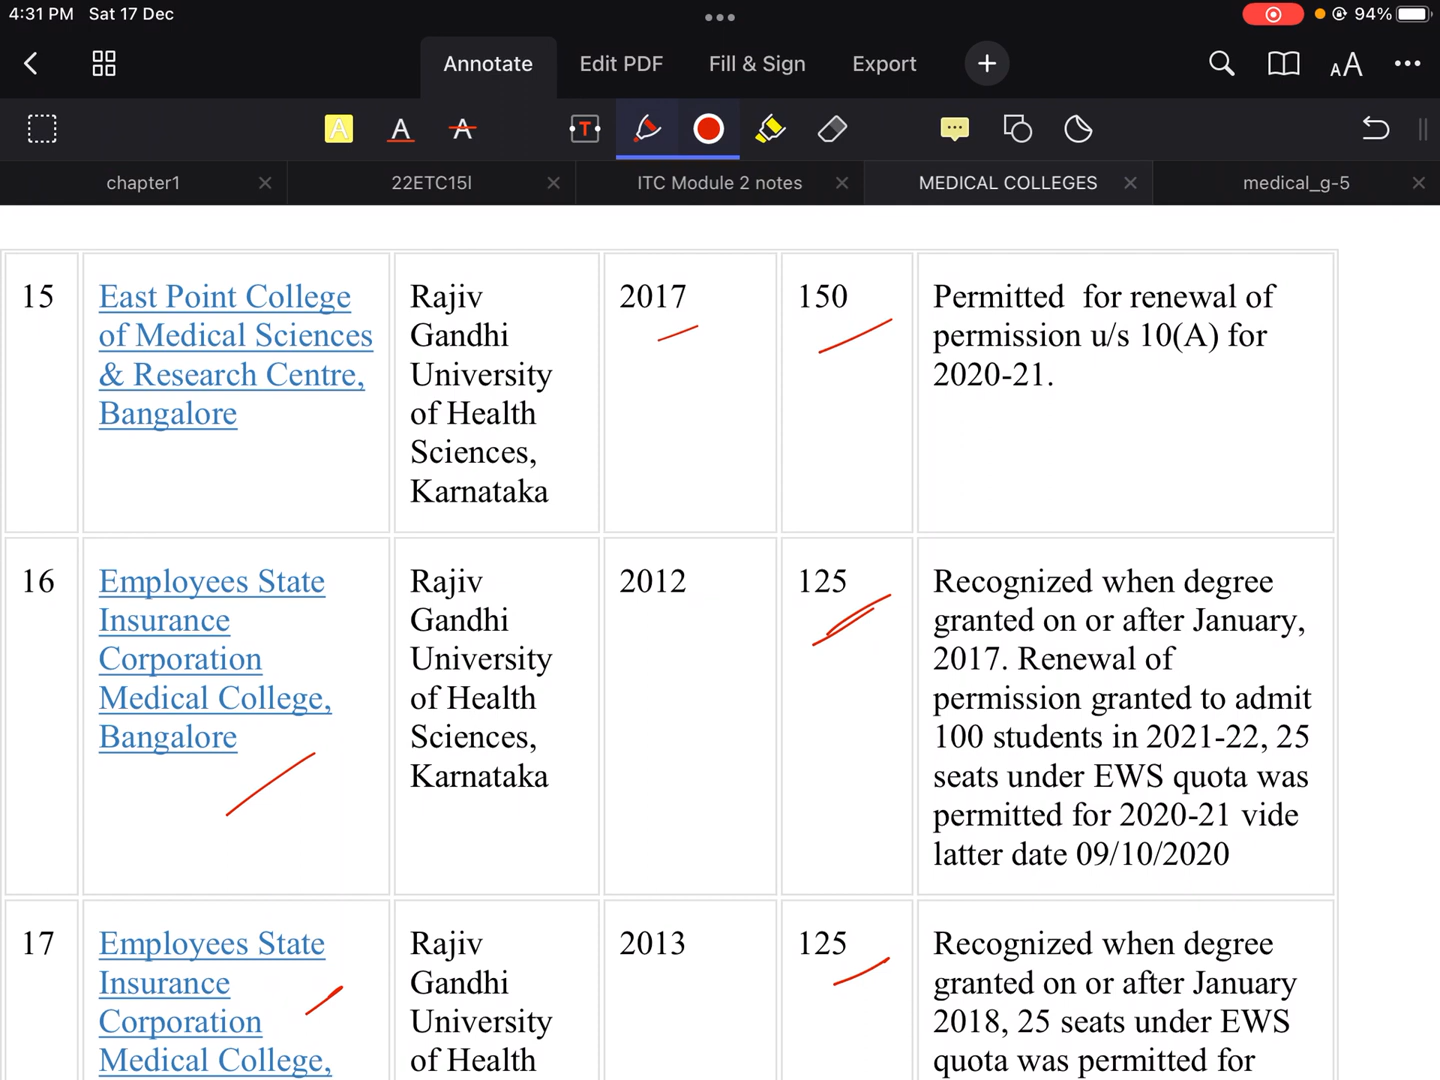 4:31 PM Sat 17 Dec
94%
Annotate Edit PDF Fill & Sign Export
AA
A A A T
chapter1 22ETC15I ITC Module 2 notes MEDICAL COLLEGES medical_g-5
15
East Point College
of Medical Sciences
& Research Centre,
Bangalore
Rajiv
Gandhi
University
of Health
Sciences,
Karnataka
2017
150
Permitted for renewal of
permission u/s 10(A) for
2020-21.
16
Employees State
Insurance
Corporation
Medical College,
Bangalore
Rajiv
Gandhi
University
of Health
Sciences,
Karnataka
2012
125
Recognized when degree
granted on or after January,
2017. Renewal of
permission granted to admit
100 students in 2021-22, 25
seats under EWS quota was
permitted for 2020-21 vide
latter date 09/10/2020
17
Employees State
Insurance
Corporation
Medical College,
Rajiv
Gandhi
University
of Health
2013
125
Recognized when degree
granted on or after January
2018, 25 seats under EWS
quota was permitted for